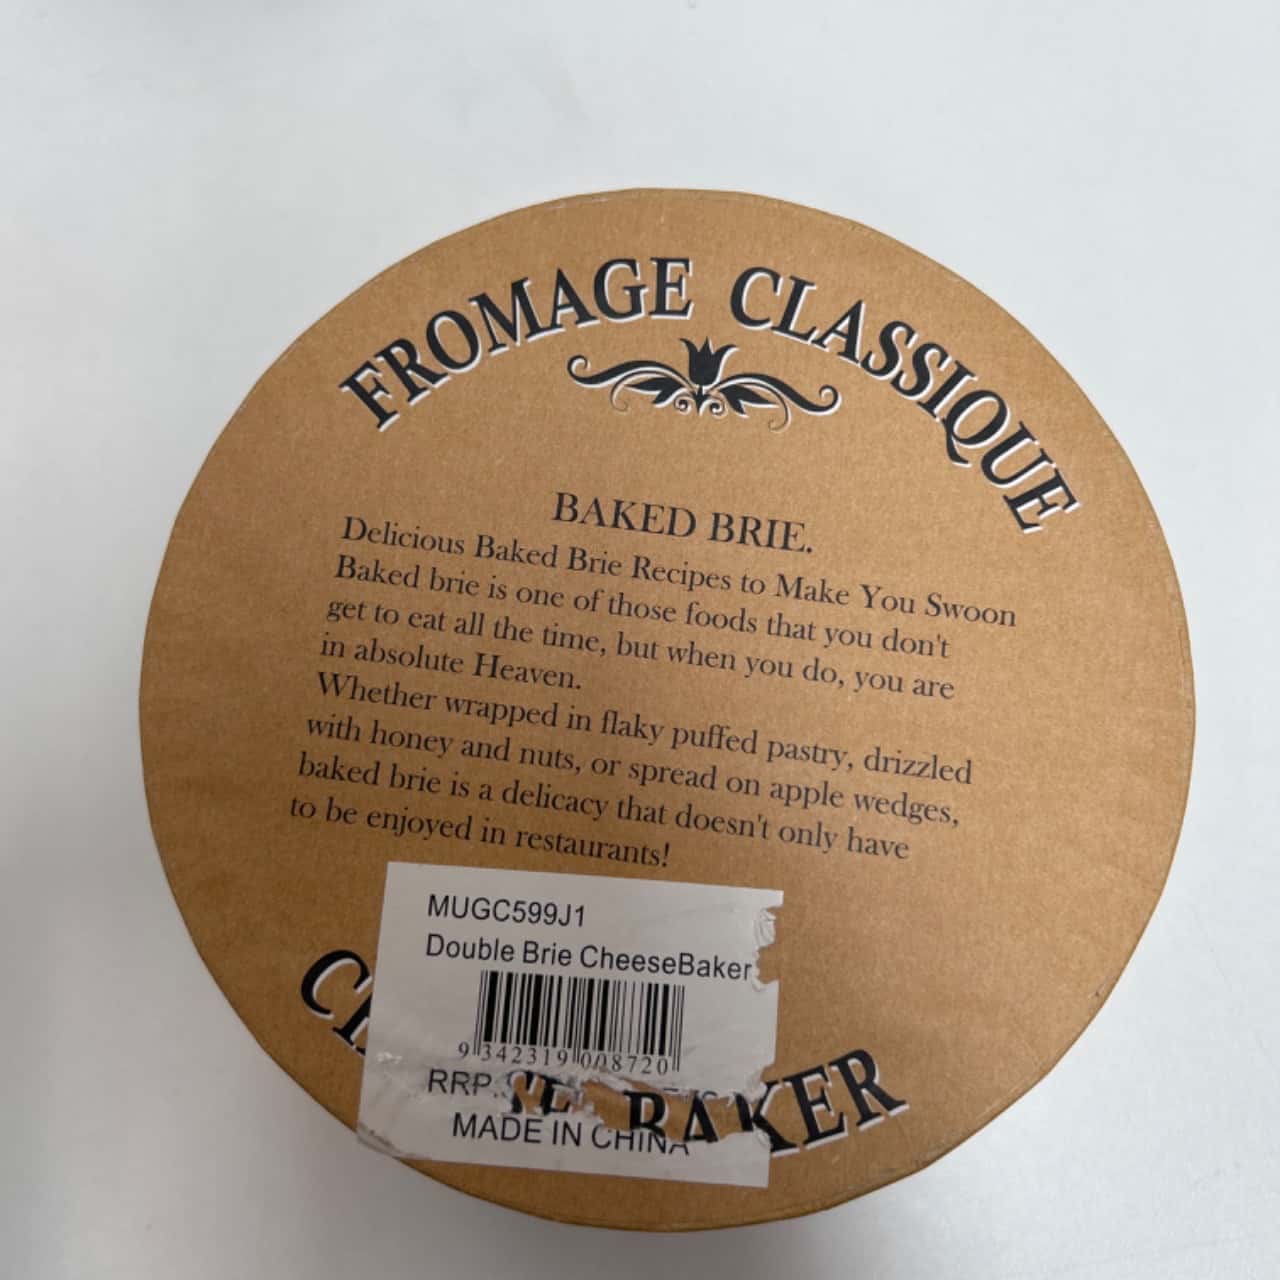 FROMAGE CLASSIQUE
BAKED BRIE.
Delicious Baked Brie Recipes to Make You Swoon
Baked brie is one of those foods that you don't
get to eat all the time, but when you do, you are
in absolute Heaven.
Whether wrapped in flaky puffed pastry, drizzled
with honey and nuts, or spread on apple wedges,
baked brie is a delicacy that doesn't only have
to be enjoyed in restaurants!
MUGC599J1
Double Brie CheeseBaker
9 342319 008720
RRP.
MADE IN CHINA
BAKER